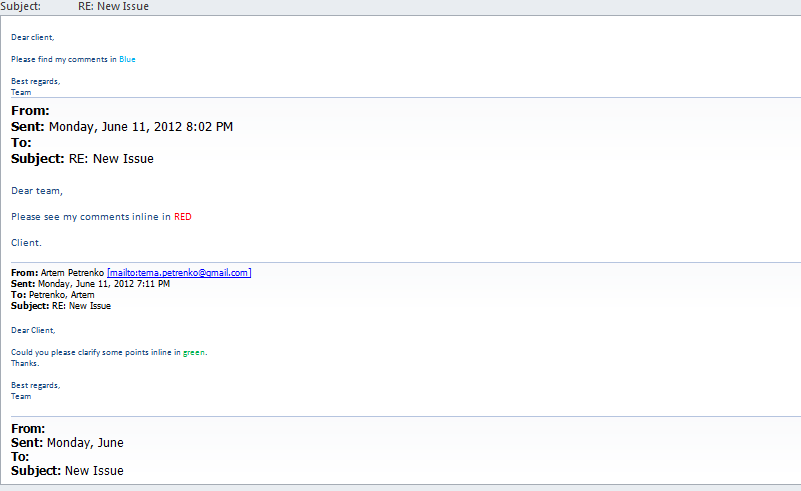 Subject: RE: New Issue
Dear client,
Please find my comments in Blue
Best regards,
Team
From:
Sent: Monday, June 11, 2012 8:02 PM
To:
Subject: RE: New Issue
Dear team,
Please see my comments inline in RED
Client.
From: Artem Petrenko [mailto:tema.petrenko@gmail.com]
Sent: Monday, June 11, 2012 7:11 PM
To: Petrenko, Artem
Subject: RE: New Issue
Dear Client,
Could you please clarify some points inline in green.
Thanks.
Best regards,
Team
From:
Sent: Monday, June
To:
Subject: New Issue